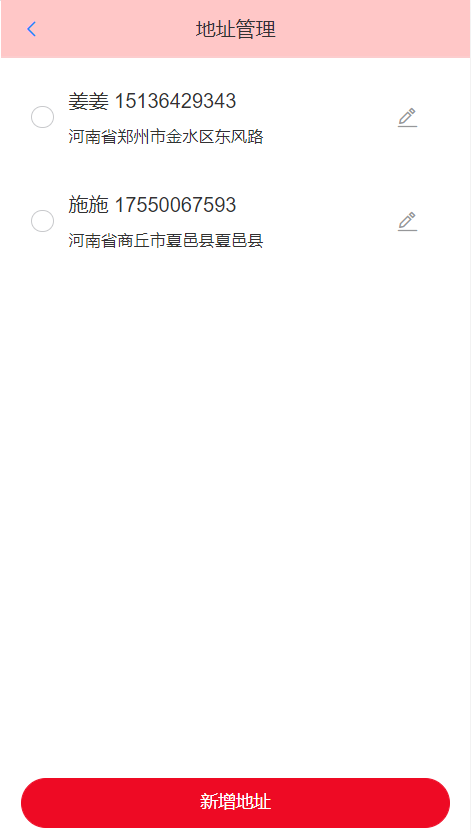 地址管理
姜姜 15136429343
河南省郑州市金水区东风路
施施 17550067593
河南省商丘市夏邑县夏邑县
新增地址